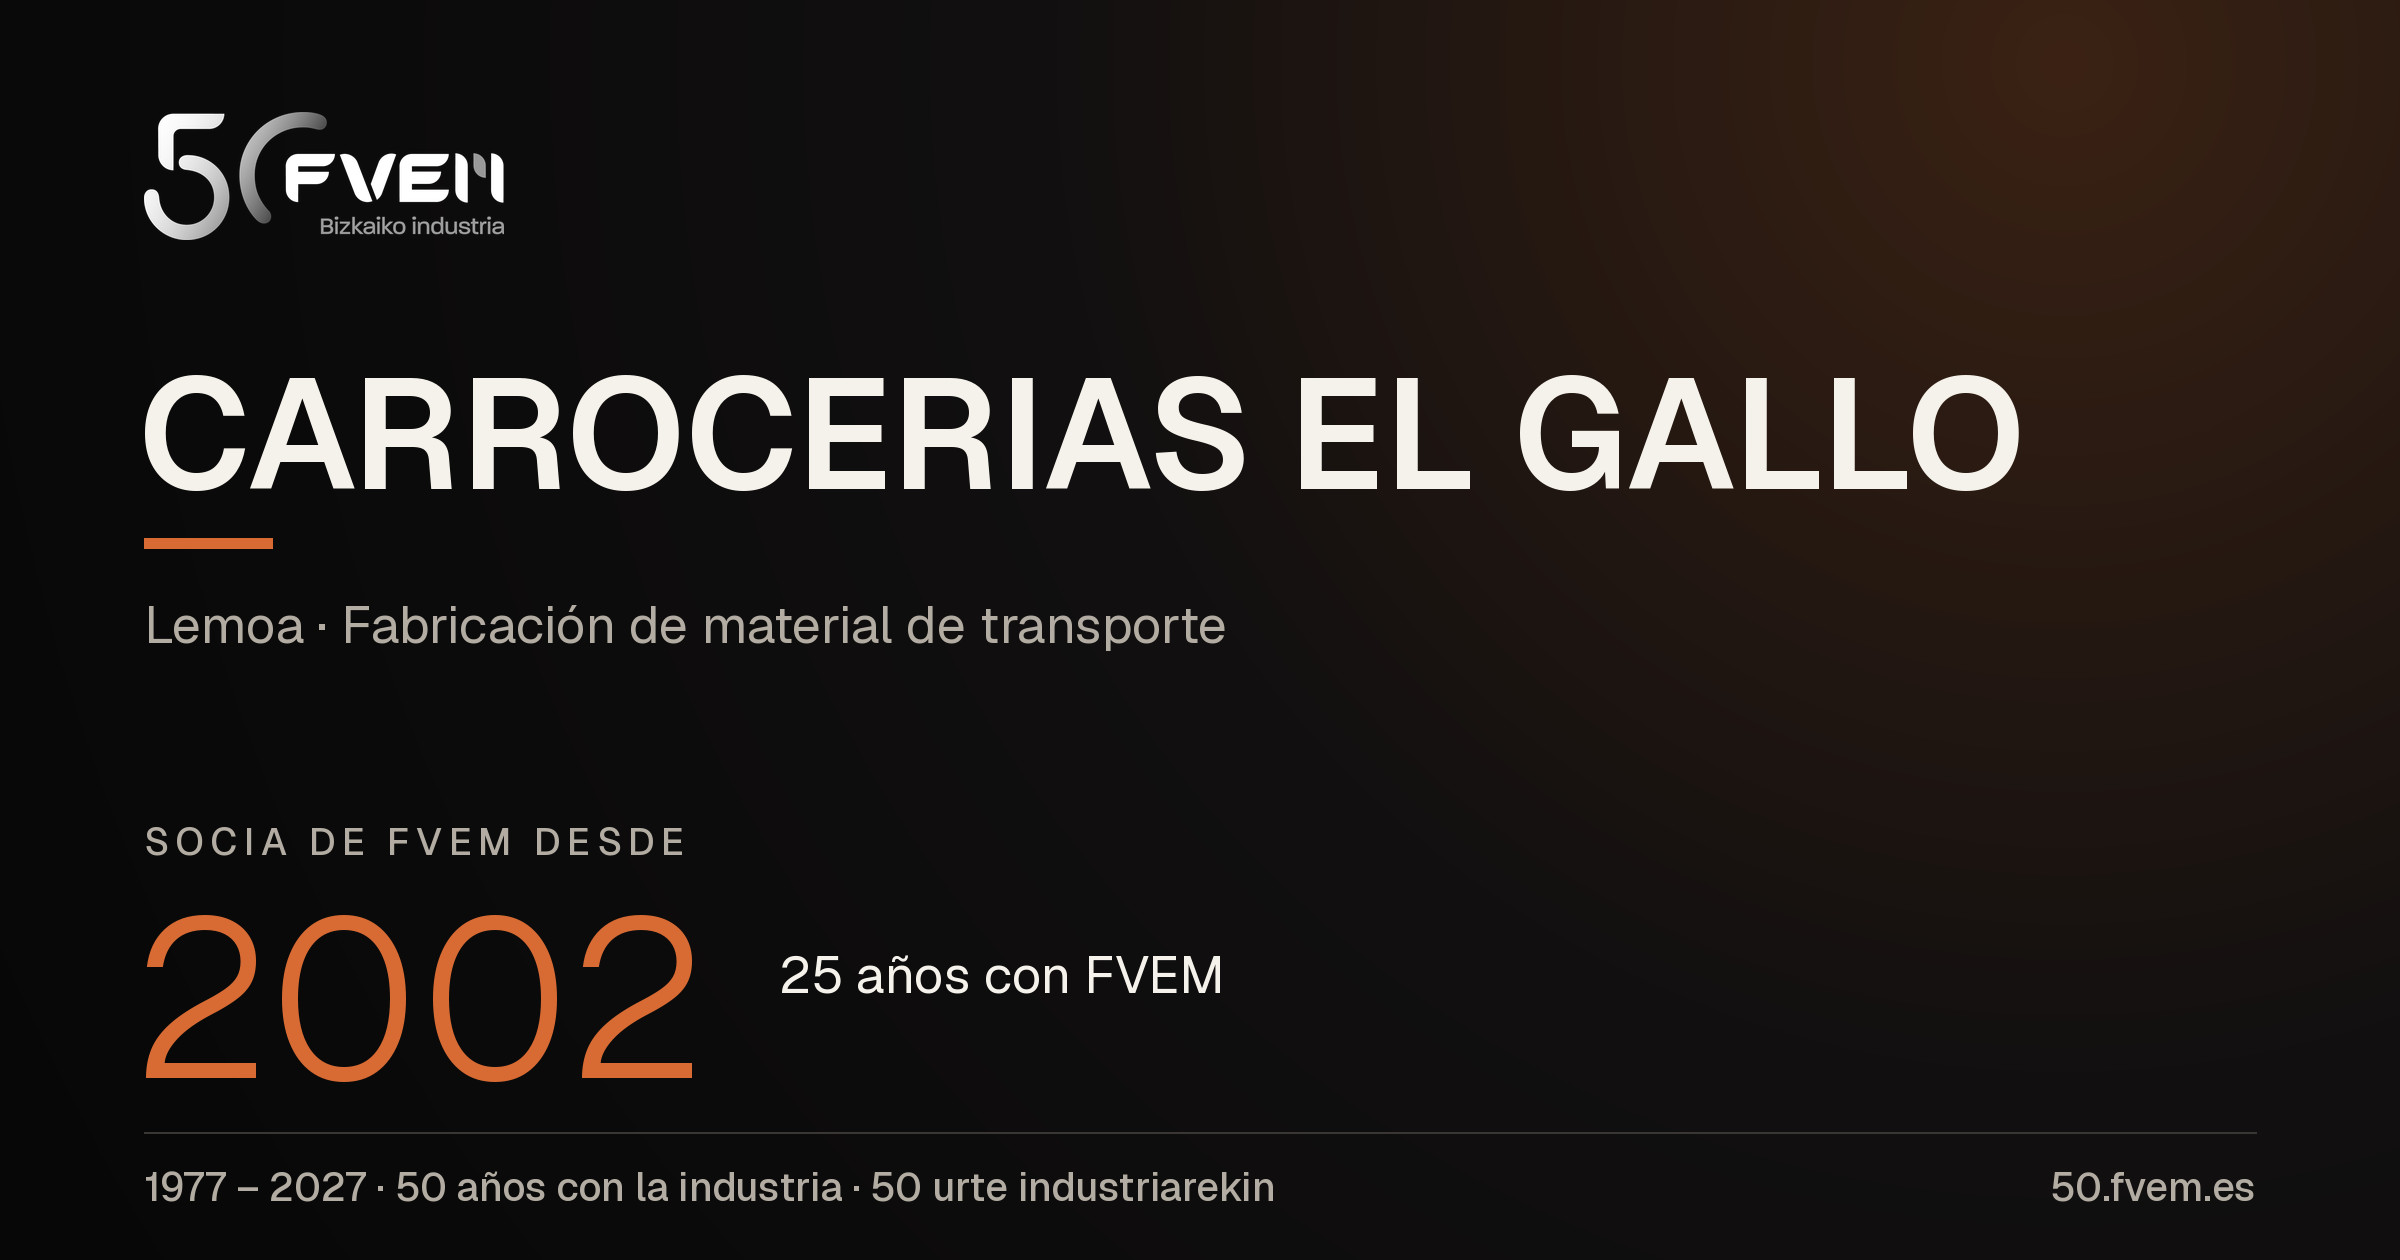 50 FVEM
Bizkaiko industria
CARROCERIAS EL GALLO
Lemoa · Fabricación de material de transporte
SOCIA DE FVEM DESDE
2002
25 años con FVEM
1977 – 2027 · 50 años con la industria · 50 urte industriarekin
50.fvem.es